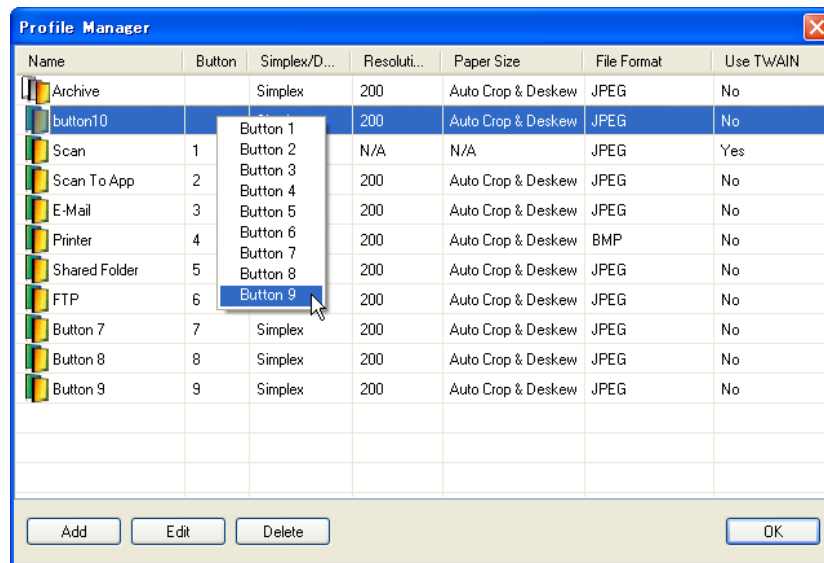 Profile Manager
Name Button Simplex/D... Resoluti... Paper Size File Format Use TWAIN
Archive Simplex 200 Auto Crop & Deskew JPEG No
button10 200 Auto Crop & Deskew JPEG No
Scan 1 N/A N/A JPEG Yes
Scan To App 2 200 Auto Crop & Deskew JPEG No
E-Mail 3 200 Auto Crop & Deskew JPEG No
Printer 4 200 Auto Crop & Deskew BMP No
Shared Folder 5 200 Auto Crop & Deskew JPEG No
FTP 6 200 Auto Crop & Deskew JPEG No
Button 7 7 Simplex 200 Auto Crop & Deskew JPEG No
Button 8 8 Simplex 200 Auto Crop & Deskew JPEG No
Button 9 9 Simplex 200 Auto Crop & Deskew JPEG No
Button 1
Button 2
Button 3
Button 4
Button 5
Button 6
Button 7
Button 8
Button 9
Add Edit Delete OK